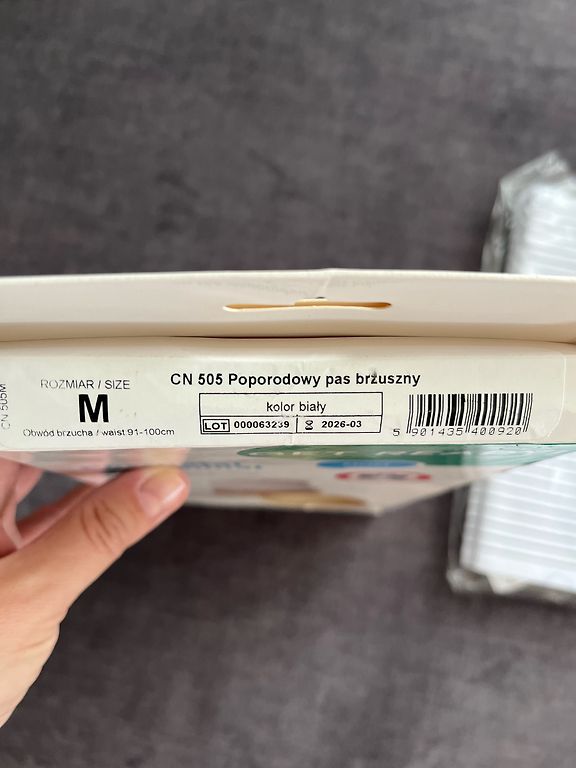 CN 505M
ROZMIAR / SIZE
M
Obwód brzucha / waist 91-100cm
CN 505 Poporodowy pas brzuszny
kolor biały
LOT 000063239 2026-03
5 901435 400920